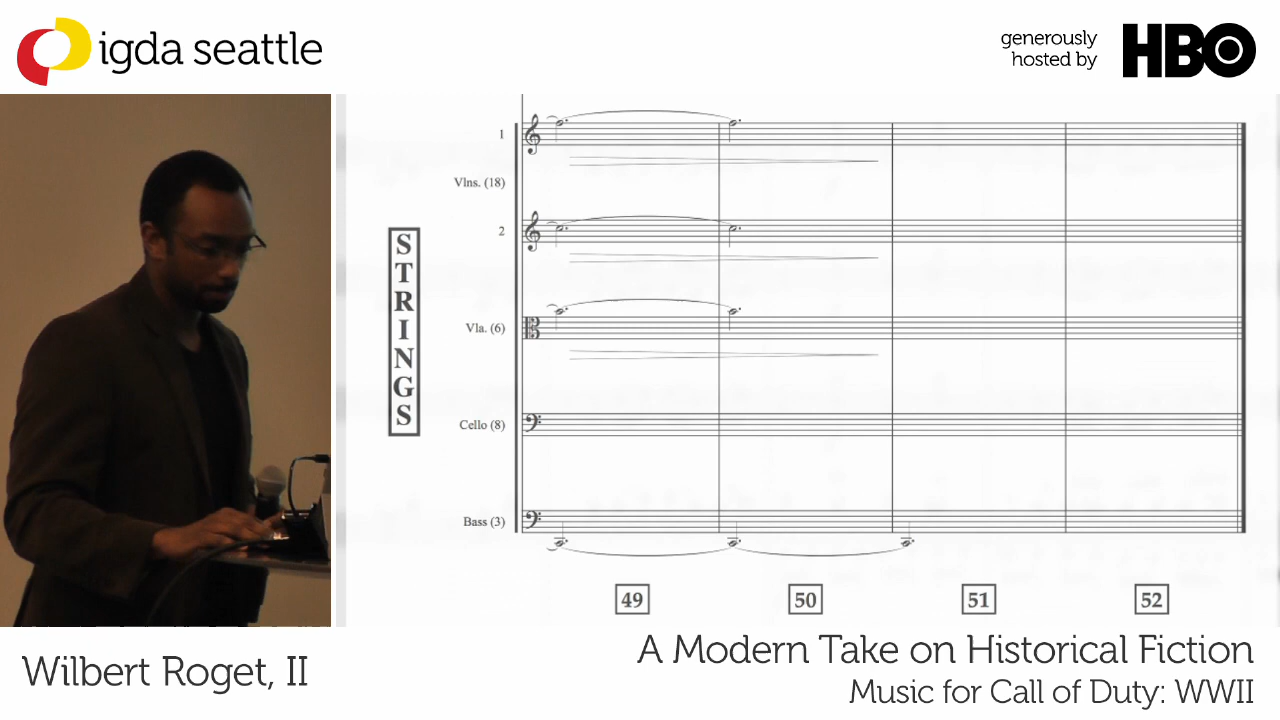 igda seattle
generously
hosted by
HBO
1
Vlns. (18)
2
STRINGS
Vla. (6)
Cello (8)
Bass (3)
49 50 51 52
Wilbert Roget, II
A Modern Take on Historical Fiction
Music for Call of Duty: WWII